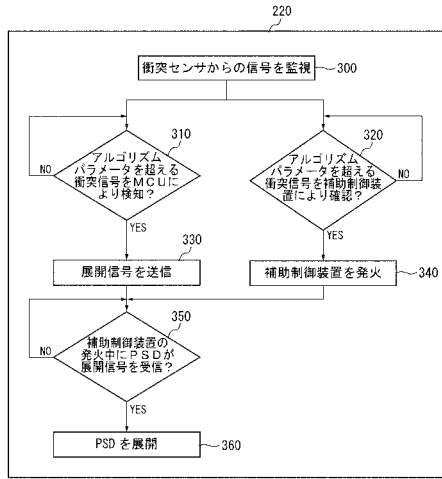 220
衝突センサからの信号を監視
300
310
アルゴリズム
パラメータを超える
衝突信号をMCUに
より検知？
NO
YES
320
アルゴリズム
パラメータを超える
衝突信号を補助制御装
置により確認？
NO
YES
330
展開信号を送信
補助制御装置を発火
340
350
補助制御装置の
発火中にPSDが
展開信号を受信？
NO
YES
PSDを展開
360